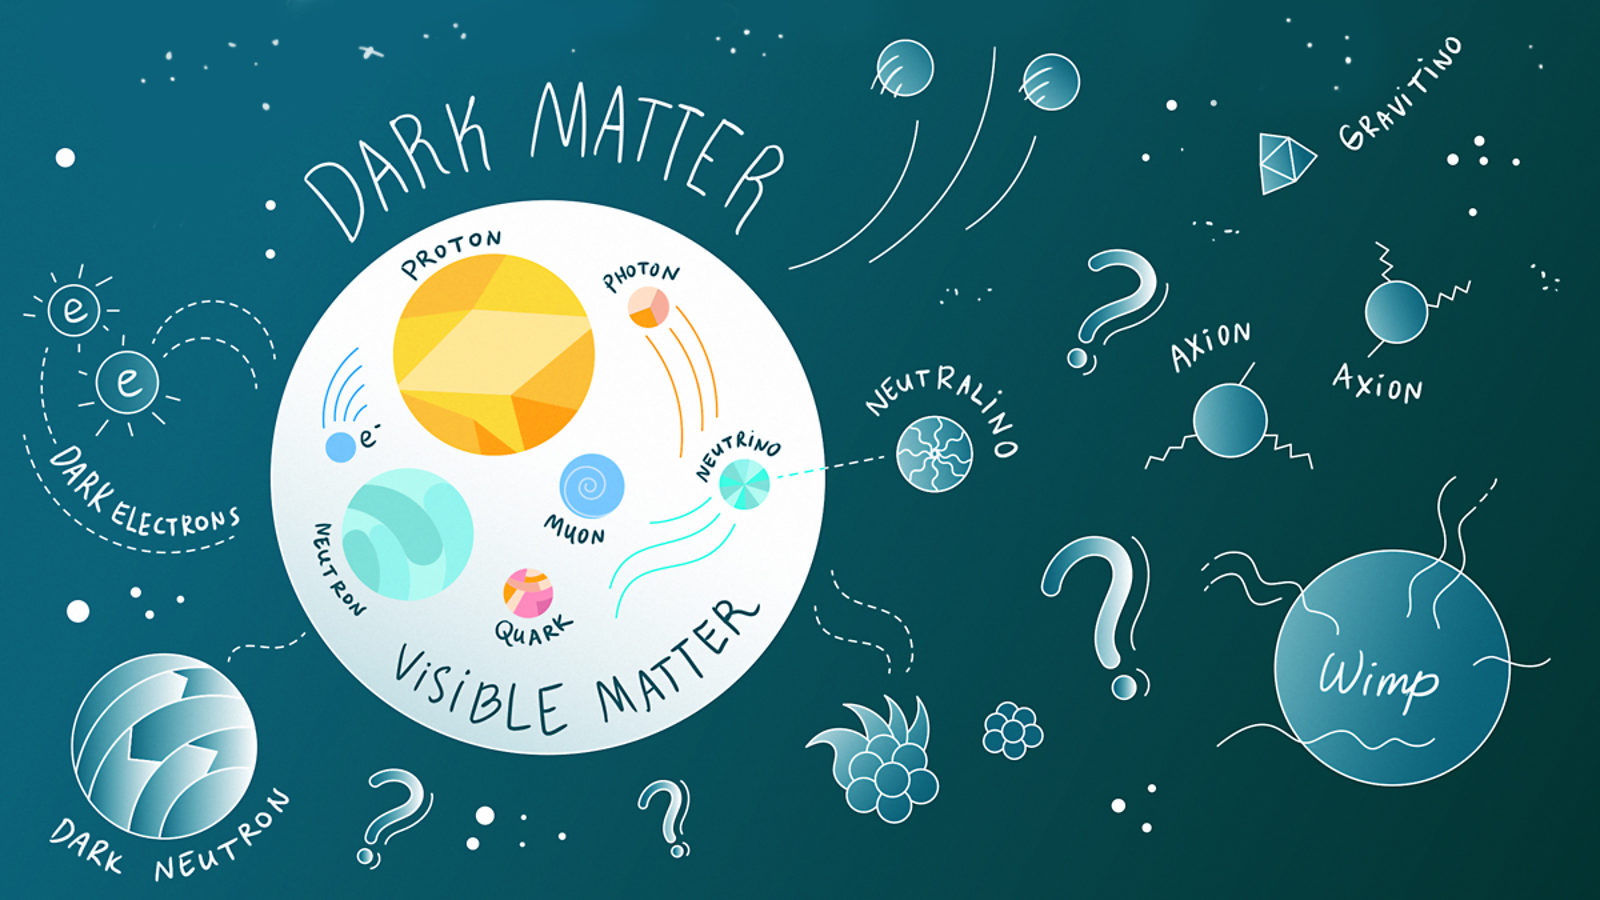 DARK MATTER
GRAVITINO
PROTON
PHOTON
e
e
e-
AXION
AXION
NEUTRALINO
NEUTRINO
DARK ELECTRONS
MUON
NEUTRON
QUARK
VISIBLE MATTER
?
?
Wimp
DARK NEUTRON
?
?